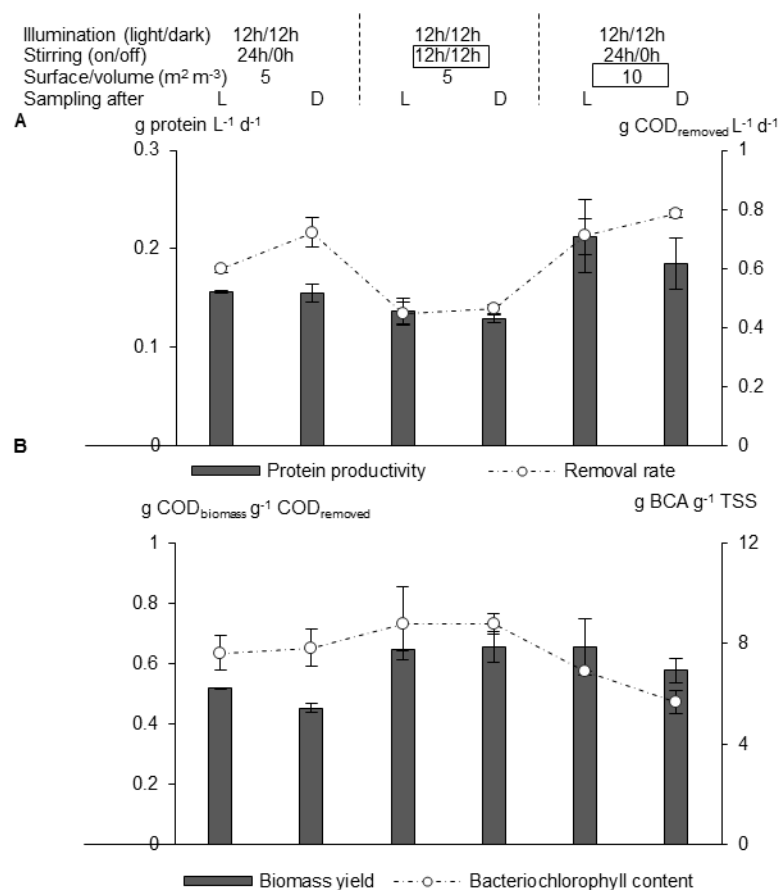 Illumination (light/dark) 12h/12h 12h/12h 12h/12h
Stirring (on/off) 24h/0h 12h/12h 24h/0h
Surface/volume (m² m⁻³) 5 5 10
Sampling after L D L D L D
A
g protein L⁻¹ d⁻¹ g COD_removed L⁻¹ d⁻¹
0.3 1
0.8
0.2
0.6
0.4
0.1
0.2
0 0
B
Protein productivity Removal rate
g COD_biomass g⁻¹ COD_removed g BCA g⁻¹ TSS
1 12
0.8
8
0.6
0.4 4
0.2
0 0
Biomass yield Bacteriochlorophyll content